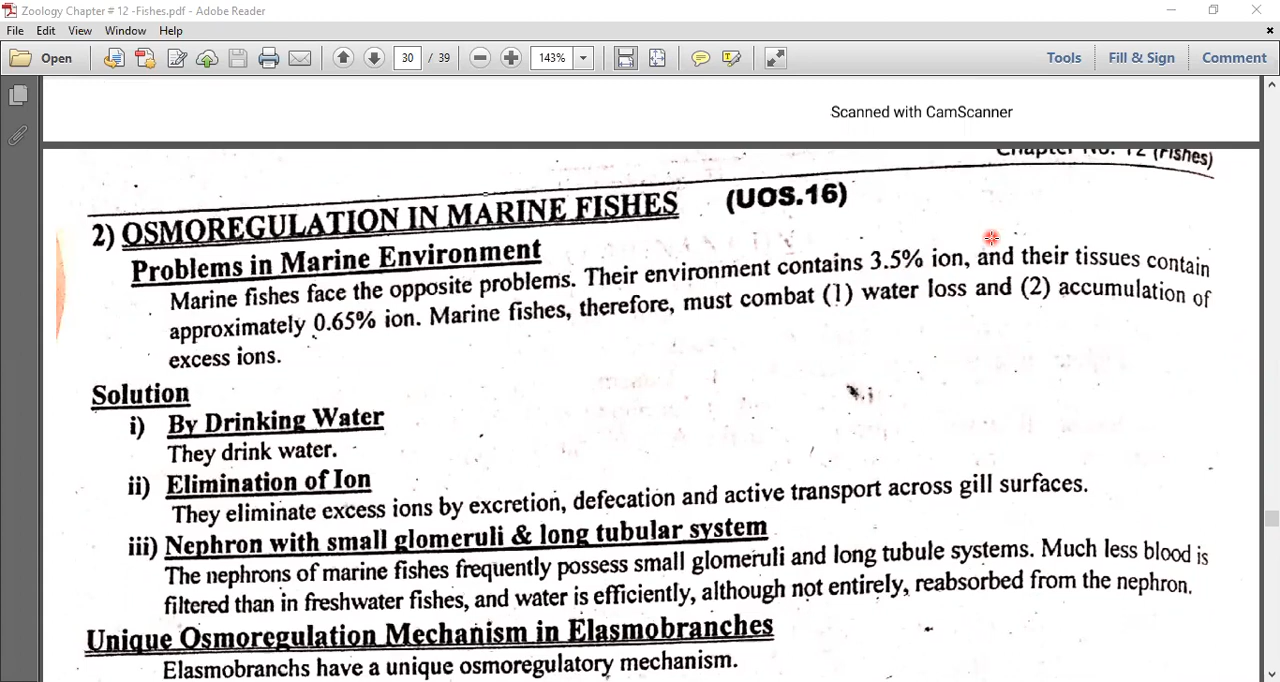 Zoology Chapter # 12 -Fishes.pdf - Adobe Reader
File Edit View Window Help
Open 30 / 39 143% Tools Fill & Sign Comment
Scanned with CamScanner
Chapter No. 12 (Fishes)
2) OSMOREGULATION IN MARINE FISHES (UOS.16)
Problems in Marine Environment
Marine fishes face the opposite problems. Their environment contains 3.5% ion, and their tissues contain
approximately 0.65% ion. Marine fishes, therefore, must combat (1) water loss and (2) accumulation of
excess ions.
Solution
i) By Drinking Water
They drink water.
ii) Elimination of Ion
They eliminate excess ions by excretion, defecation and active transport across gill surfaces.
iii) Nephron with small glomeruli & long tubular system
The nephrons of marine fishes frequently possess small glomeruli and long tubule systems. Much less blood is
filtered than in freshwater fishes, and water is efficiently, although not entirely, reabsorbed from the nephron.
Unique Osmoregulation Mechanism in Elasmobranches
Elasmobranchs have a unique osmoregulatory mechanism.